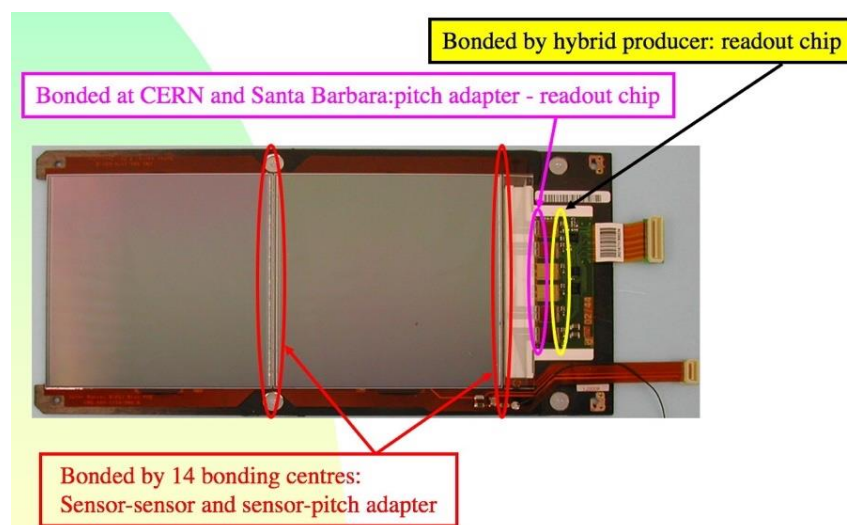 Bonded by hybrid producer: readout chip
Bonded at CERN and Santa Barbara:pitch adapter - readout chip
Bonded by 14 bonding centres:
Sensor-sensor and sensor-pitch adapter